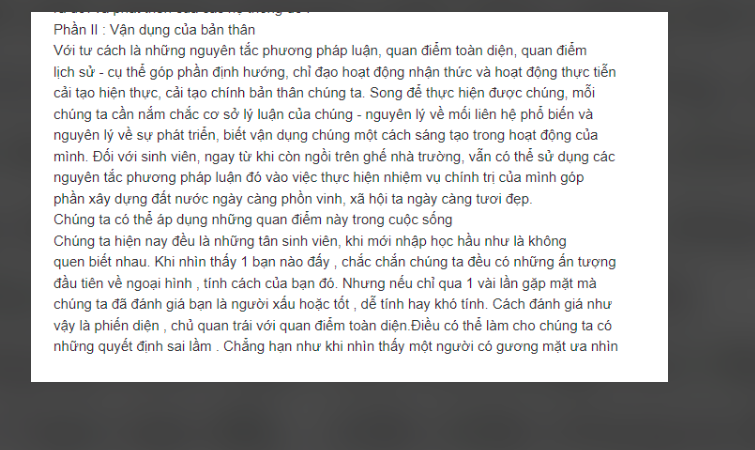 Phần II : Vận dụng của bản thân
Với tư cách là những nguyên tắc phương pháp luận, quan điểm toàn diện, quan điểm
lịch sử - cụ thể góp phần định hướng, chỉ đạo hoạt động nhận thức và hoạt động thực tiễn
cải tạo hiện thực, cải tạo chính bản thân chúng ta. Song để thực hiện được chúng, mỗi
chúng ta cần nắm chắc cơ sở lý luận của chúng - nguyên lý về mối liên hệ phổ biến và
nguyên lý về sự phát triển, biết vận dụng chúng một cách sáng tạo trong hoạt động của
mình. Đối với sinh viên, ngay từ khi còn ngồi trên ghế nhà trường, vẫn có thể sử dụng các
nguyên tắc phương pháp luận đó vào việc thực hiện nhiệm vụ chính trị của mình góp
phần xây dựng đất nước ngày càng phồn vinh, xã hội ta ngày càng tươi đẹp.
Chúng ta có thể áp dụng những quan điểm này trong cuộc sống
Chúng ta hiện nay đều là những tân sinh viên, khi mới nhập học hầu như là không
quen biết nhau. Khi nhìn thấy 1 bạn nào đấy , chắc chắn chúng ta đều có những ấn tượng
đầu tiên về ngoại hình , tính cách của bạn đó. Nhưng nếu chỉ qua 1 vài lần gặp mặt mà
chúng ta đã đánh giá bạn là người xấu hoặc tốt , dễ tính hay khó tính. Cách đánh giá như
vậy là phiến diện , chủ quan trái với quan điểm toàn diện.Điều có thể làm cho chúng ta có
những quyết định sai lầm . Chẳng hạn như khi nhìn thấy một người có gương mặt ưa nhìn